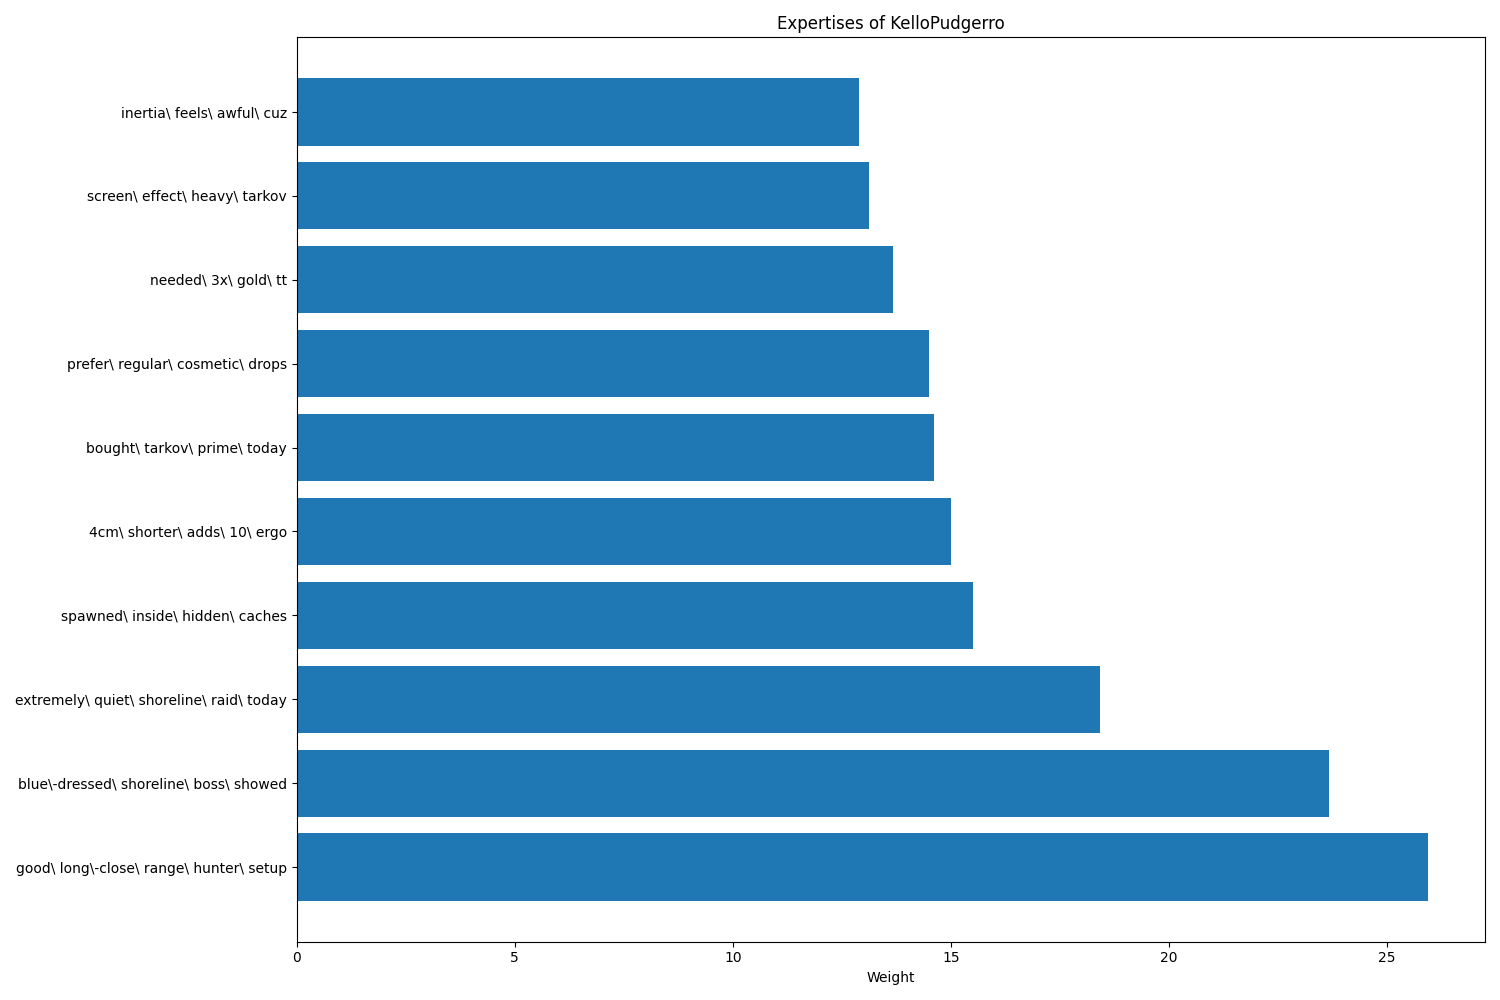 Expertises of KelloPudgerro
inertia\ feels\ awful\ cuz
screen\ effect\ heavy\ tarkov
needed\ 3x\ gold\ tt
prefer\ regular\ cosmetic\ drops
bought\ tarkov\ prime\ today
4cm\ shorter\ adds\ 10\ ergo
spawned\ inside\ hidden\ caches
extremely\ quiet\ shoreline\ raid\ today
blue\-dressed\ shoreline\ boss\ showed
good\ long\-close\ range\ hunter\ setup
0 5 10 15 20 25
Weight